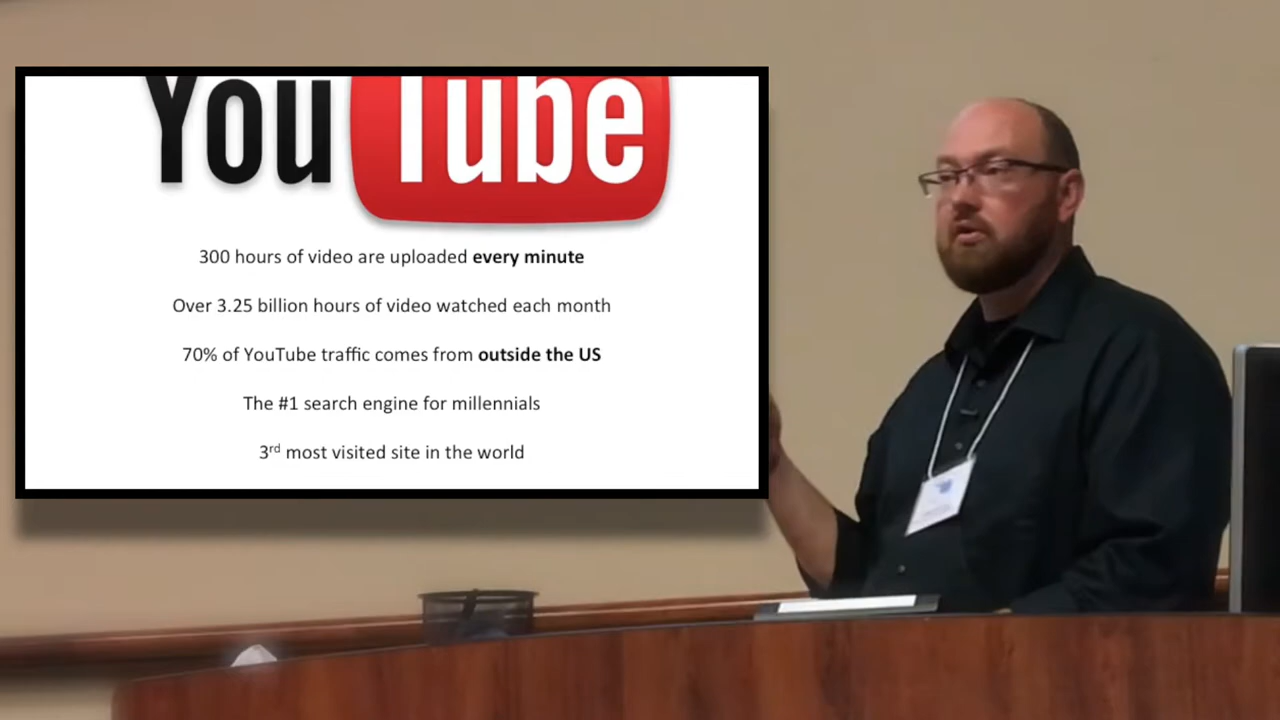 YouTube
300 hours of video are uploaded every minute
Over 3.25 billion hours of video watched each month
70% of YouTube traffic comes from outside the US
The #1 search engine for millennials
3rd most visited site in the world